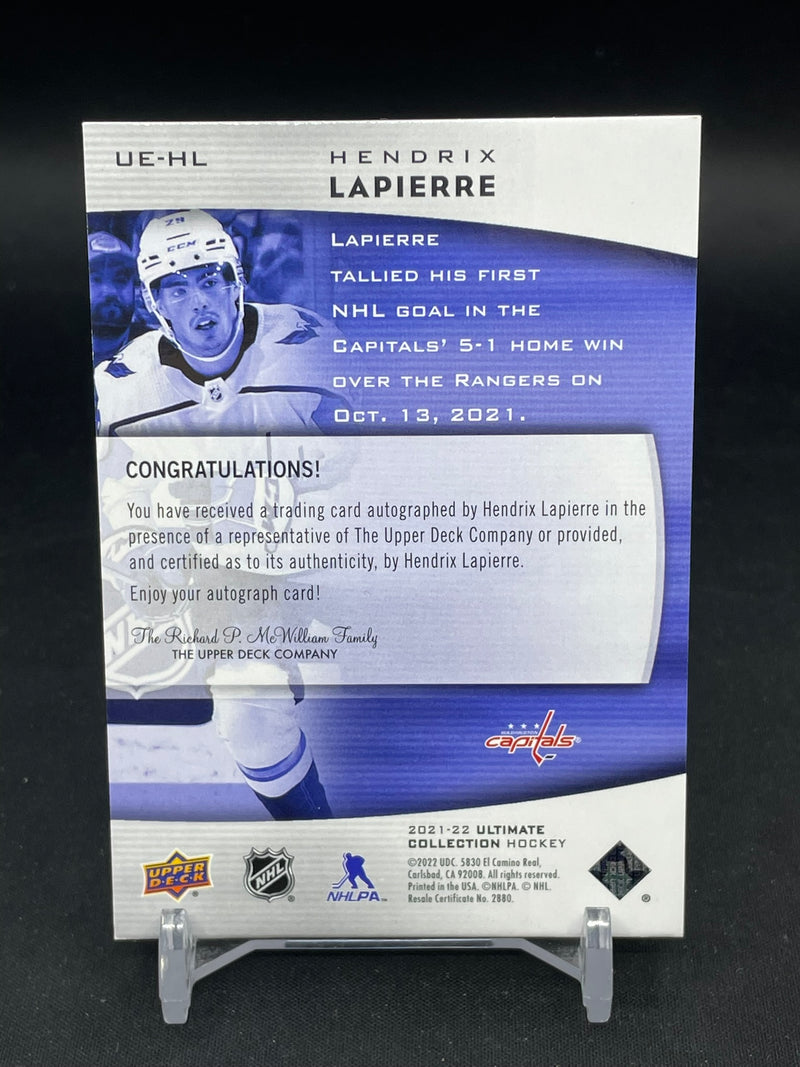 UE-HL
HENDRIX
LAPIERRE
29
CCM
LAPIERRE
TALLIED HIS FIRST
NHL GOAL IN THE
CAPITALS' 5-1 HOME WIN
OVER THE RANGERS ON
OCT. 13, 2021.
CONGRATULATIONS!
You have received a trading card autographed by Hendrix Lapierre in the
presence of a representative of The Upper Deck Company or provided,
and certified as to its authenticity, by Hendrix Lapierre.
Enjoy your autograph card!
The Richard P. McWilliam Family
THE UPPER DECK COMPANY
WASHINGTON
capitals®
2021-22 ULTIMATE
COLLECTION HOCKEY
©2022 UDC. 5830 El Camino Real,
Carlsbad, CA 92008. All rights reserved.
Printed in the USA. ©NHLPA. © NHL.
Resale Certificate No. 2880.
UPPER
D·E·C·K
NHL
NHLPA
®